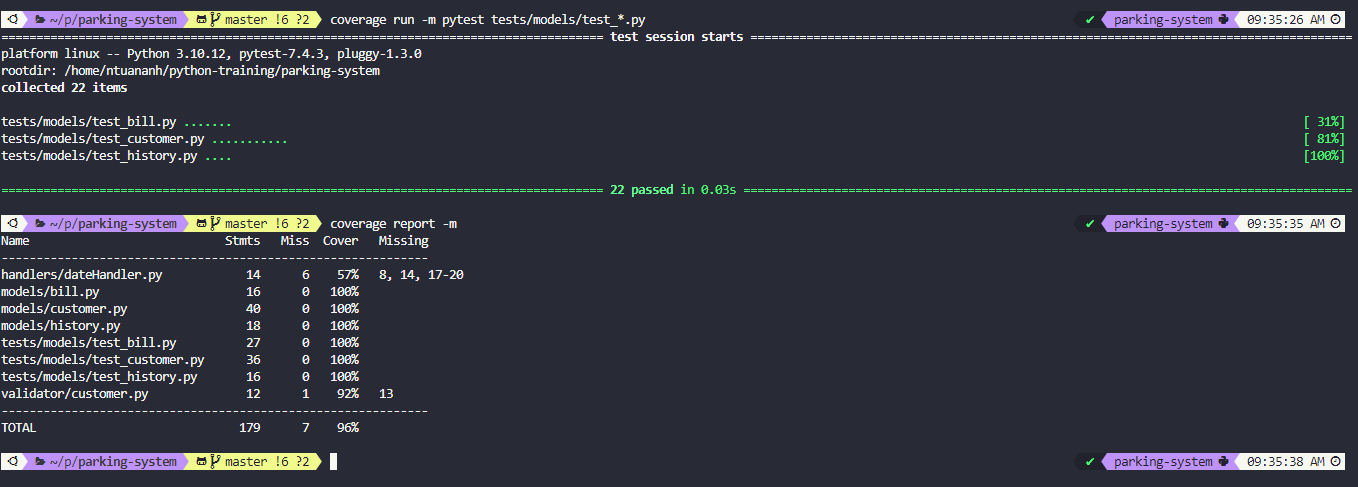 ~/p/parking-system master !6 ?2 coverage run -m pytest tests/models/test_*.py ✔ parking-system 09:35:26 AM
============================ test session starts ============================
platform linux -- Python 3.10.12, pytest-7.4.3, pluggy-1.3.0
rootdir: /home/ntuananh/python-training/parking-system
collected 22 items
tests/models/test_bill.py ....... [ 31%]
tests/models/test_customer.py ........... [ 81%]
tests/models/test_history.py .... [100%]
============================ 22 passed in 0.03s ============================
~/p/parking-system master !6 ?2 coverage report -m ✔ parking-system 09:35:35 AM
Name Stmts Miss Cover Missing
-------------------------------------------------------------
handlers/dateHandler.py 14 6 57% 8, 14, 17-20
models/bill.py 16 0 100%
models/customer.py 40 0 100%
models/history.py 18 0 100%
tests/models/test_bill.py 27 0 100%
tests/models/test_customer.py 36 0 100%
tests/models/test_history.py 16 0 100%
validator/customer.py 12 1 92% 13
-------------------------------------------------------------
TOTAL 179 7 96%
~/p/parking-system master !6 ?2 ✔ parking-system 09:35:38 AM